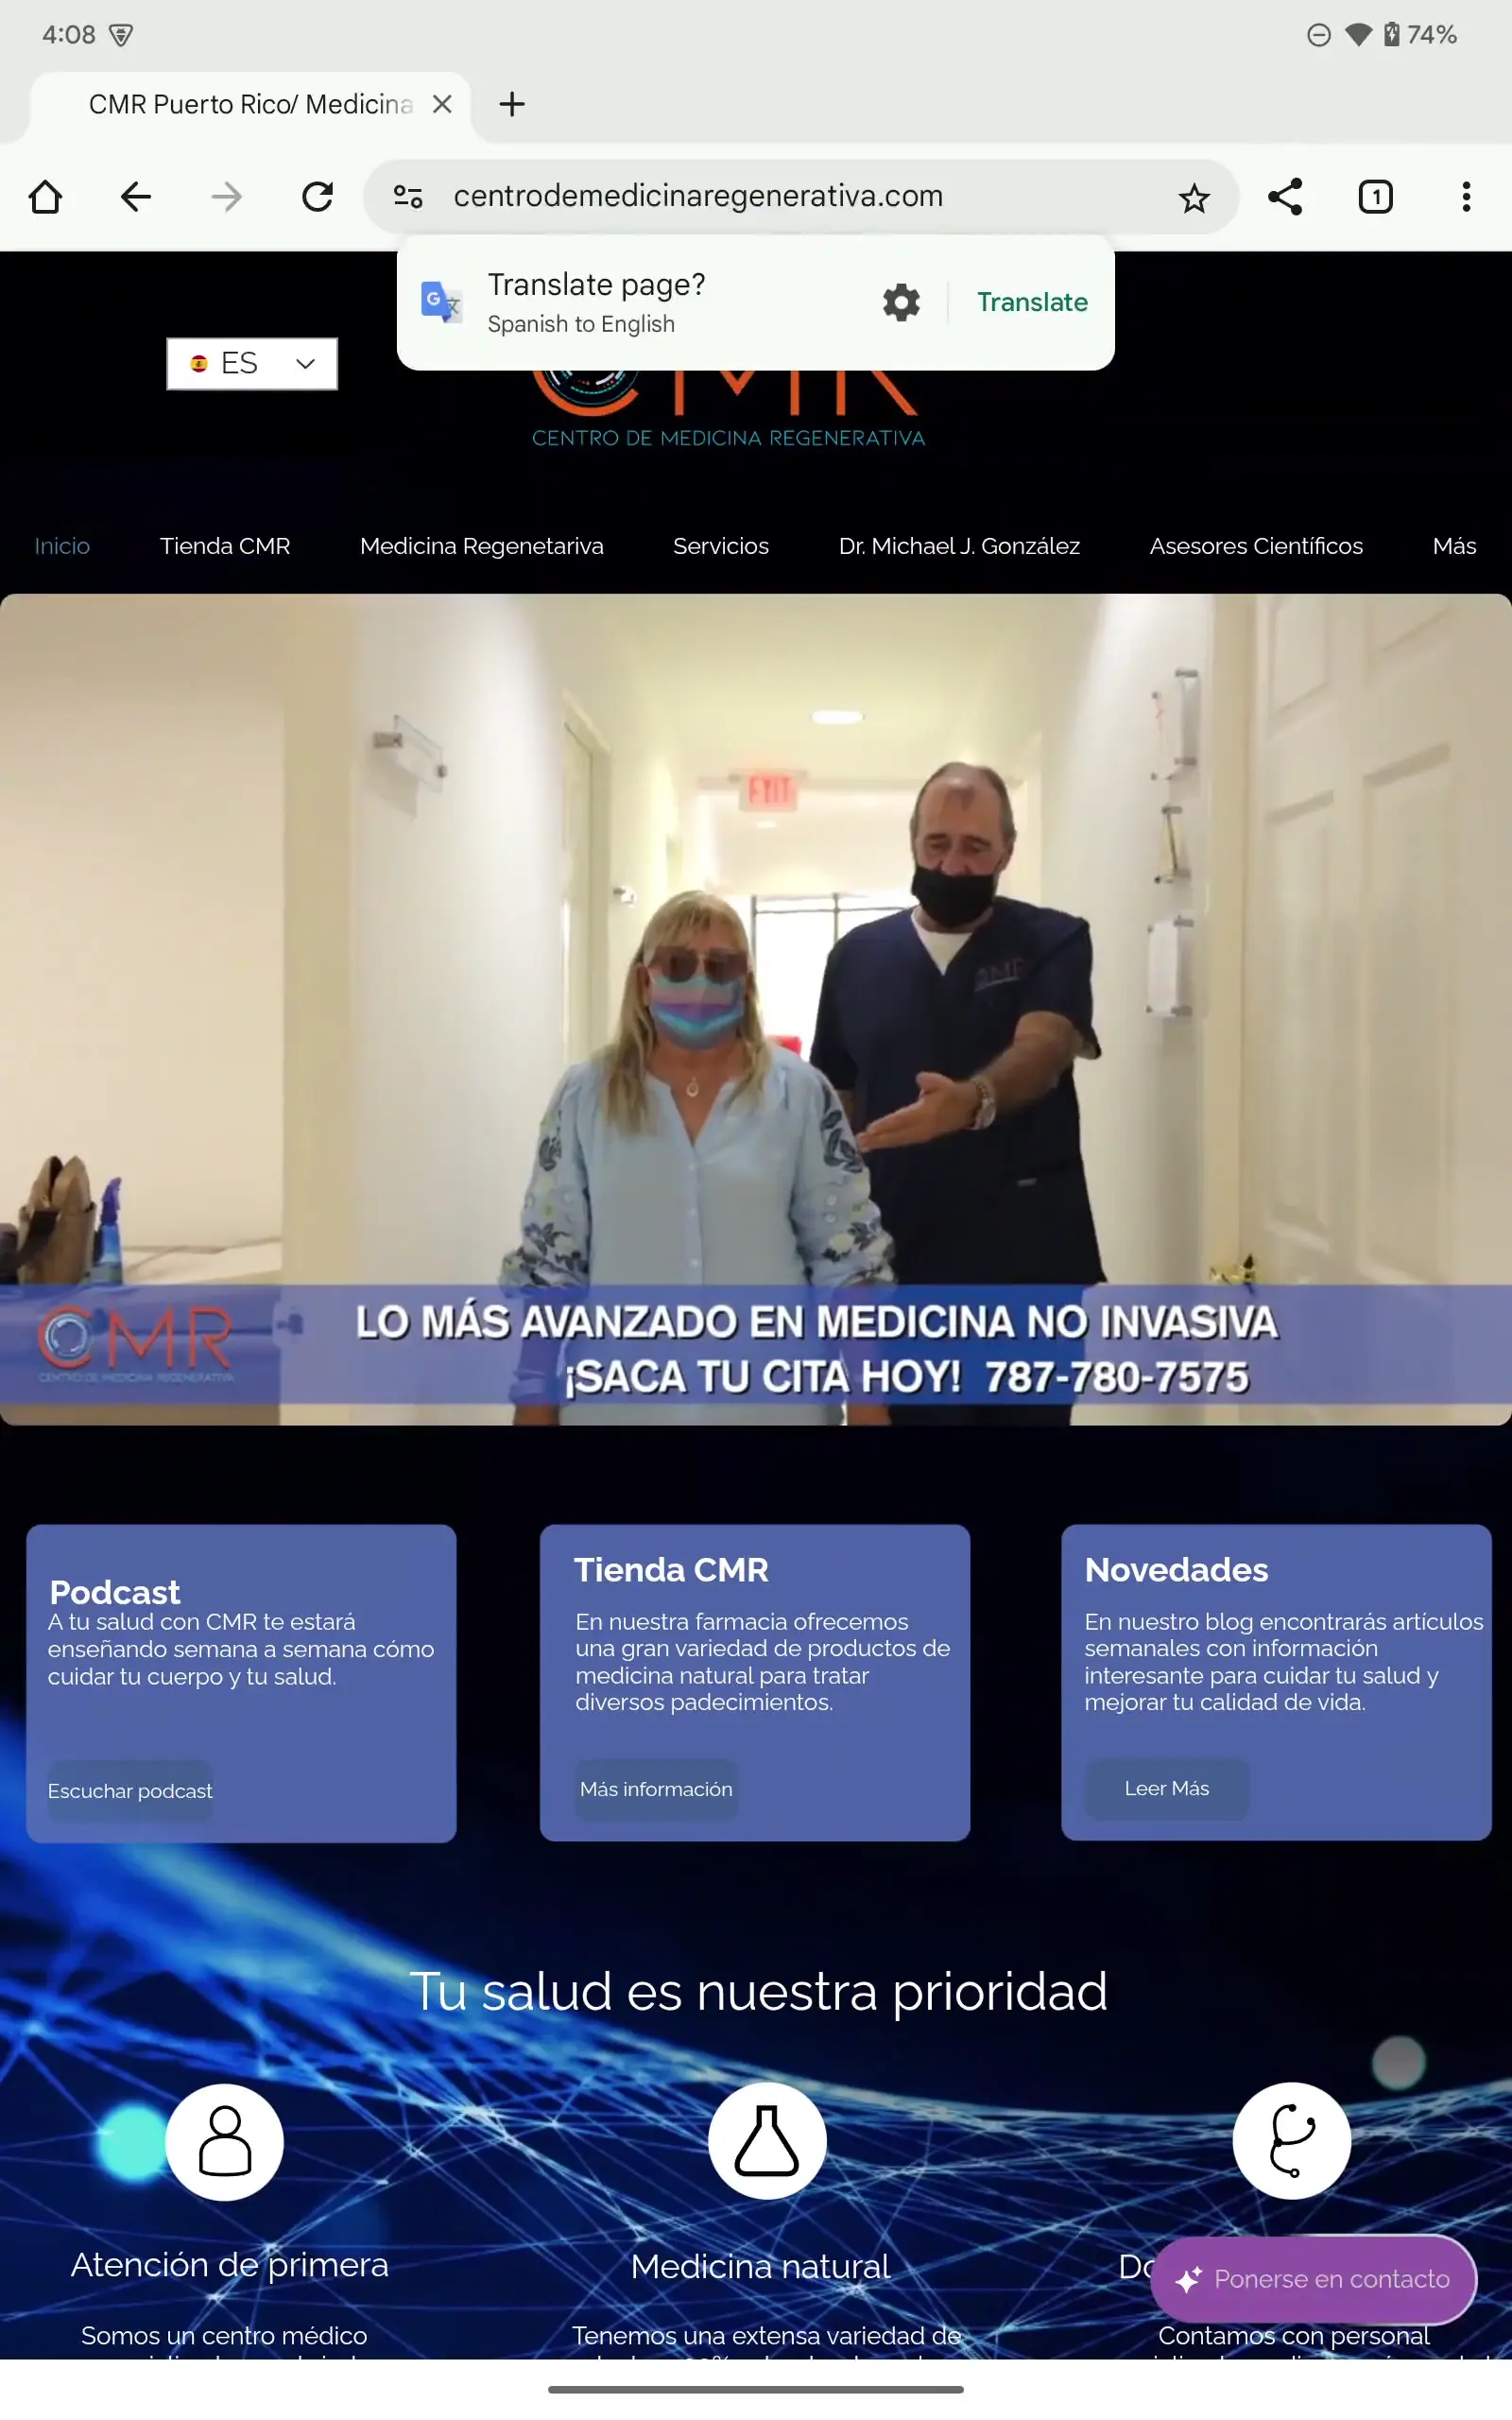 4:08
74%
CMR Puerto Rico/ Medicina
centrodemedicinaregenerativa.com
1
Translate page?
Spanish to English
Translate
ES
CMR
CENTRO DE MEDICINA REGENERATIVA
Inicio
Tienda CMR
Medicina Regenetariva
Servicios
Dr. Michael J. González
Asesores Científicos
Más
EXIT
CMR
CMR
CENTRO DE MEDICINA REGENERATIVA
LO MÁS AVANZADO EN MEDICINA NO INVASIVA
¡SACA TU CITA HOY! 787-780-7575
Podcast
A tu salud con CMR te estará
enseñando semana a semana cómo
cuidar tu cuerpo y tu salud.
Escuchar podcast
Tienda CMR
En nuestra farmacia ofrecemos
una gran variedad de productos de
medicina natural para tratar
diversos padecimientos.
Más información
Novedades
En nuestro blog encontrarás artículos
semanales con información
interesante para cuidar tu salud y
mejorar tu calidad de vida.
Leer Más
Tu salud es nuestra prioridad
Atención de primera
Somos un centro médico
Medicina natural
Tenemos una extensa variedad de
Ponerse en contacto
Contamos con personal